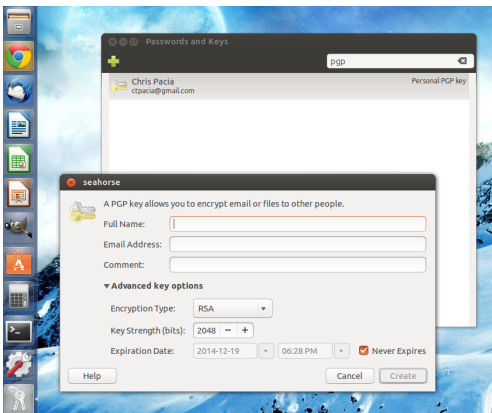 Passwords and Keys
pgp
Chris Pacia
Personal PGP key
ctpacia@gmail.com
seahorse
A PGP key allows you to encrypt email or files to other people.
Full Name:
Email Address:
Comment:
Advanced key options
Encryption Type: RSA
Key Strength (bits): 2048 − +
Expiration Date: 2014-12-19 06:28 PM Never Expires
Help Cancel Create